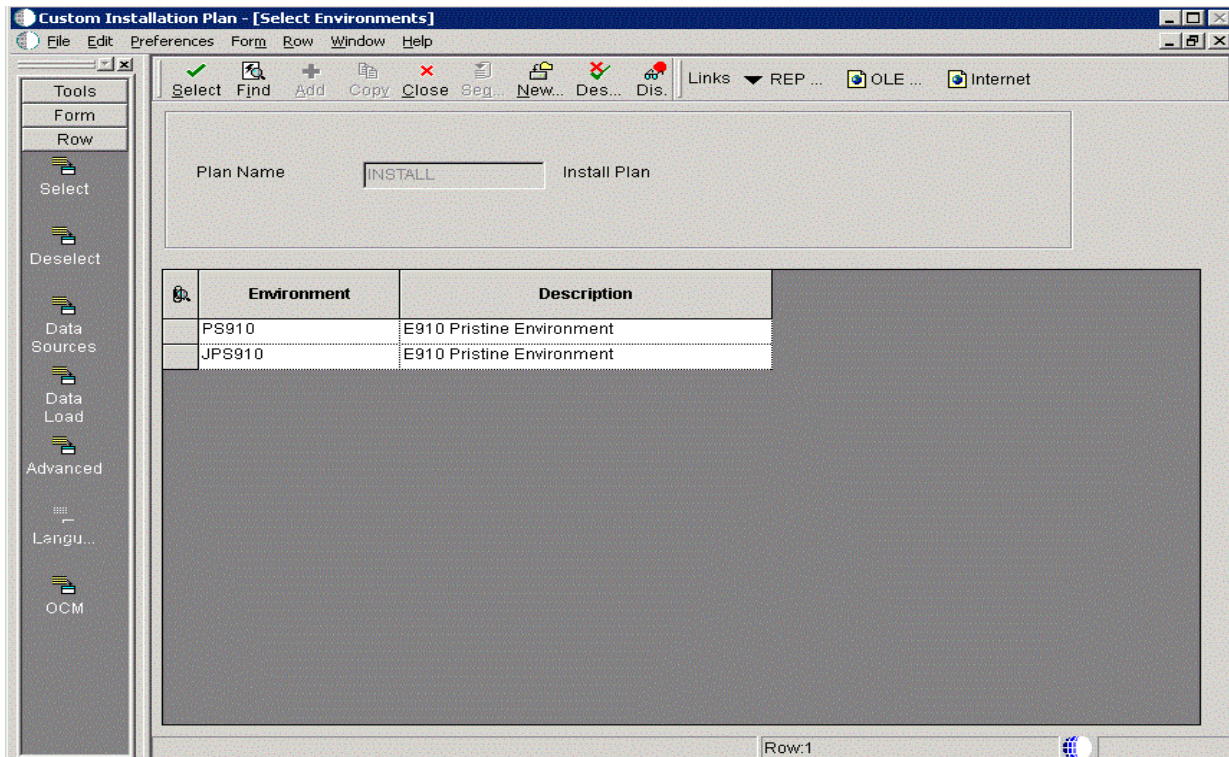 Custom Installation Plan - [Select Environments]
File Edit Preferences Form Row Window Help
Select Find Add Copy Close Seq... New... Des... Dis. Links REP ... OLE ... Internet
Tools
Form
Row
Select
Deselect
Data Sources
Data Load
Advanced
Langu...
OCM
Plan Name INSTALL Install Plan
Environment Description
PS910 E910 Pristine Environment
JPS910 E910 Pristine Environment
Row:1